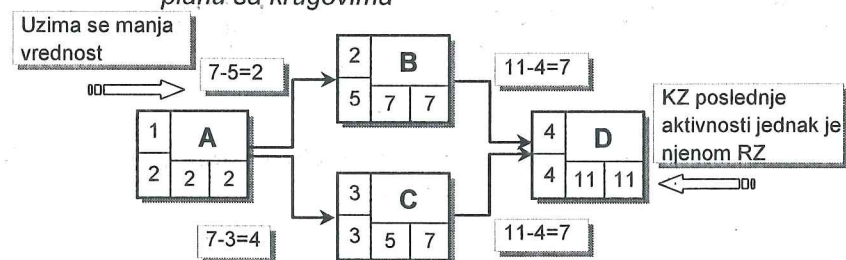 plana sa krugovima
Uzima se manja
vrednost
7-5=2
2
B
5
7
7
11-4=7
1
A
2
2
2
4
D
4
11
11
KZ poslednje
aktivnosti jednak je
njenom RZ
3
C
3
5
7
7-3=4
11-4=7